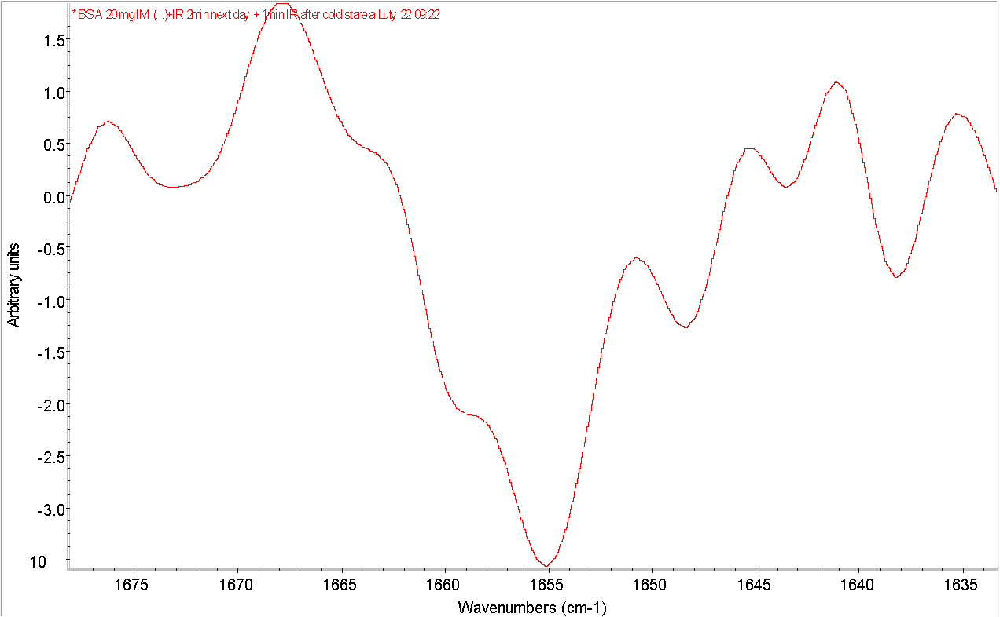 *BSA 20mgIM (...)+IR 2min next day + 1min IR after cold stare a Luty 22 09:22
1.5
1.0
0.5
0.0
-0.5
-1.0
-1.5
-2.0
-2.5
-3.0
10
Arbitrary units
1675 1670 1665 1660 1655 1650 1645 1640 1635
Wavenumbers (cm-1)